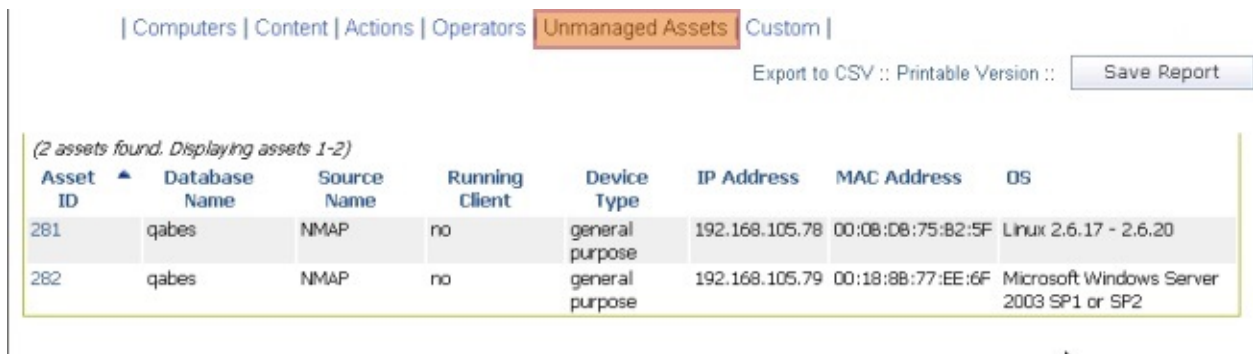 | Computers | Content | Actions | Operators | Unmanaged Assets | Custom |
Export to CSV :: Printable Version :: Save Report
(2 assets found. Displaying assets 1-2)
Asset Database Source Running Device IP Address MAC Address OS
ID Name Name Client Type
281 qabes NMAP no general 192.168.105.78 00:08:DB:75:B2:5F Linux 2.6.17 - 2.6.20
purpose
282 qabes NMAP no general 192.168.105.79 00:18:8B:77:EE:6F Microsoft Windows Server
purpose 2003 SP1 or SP2